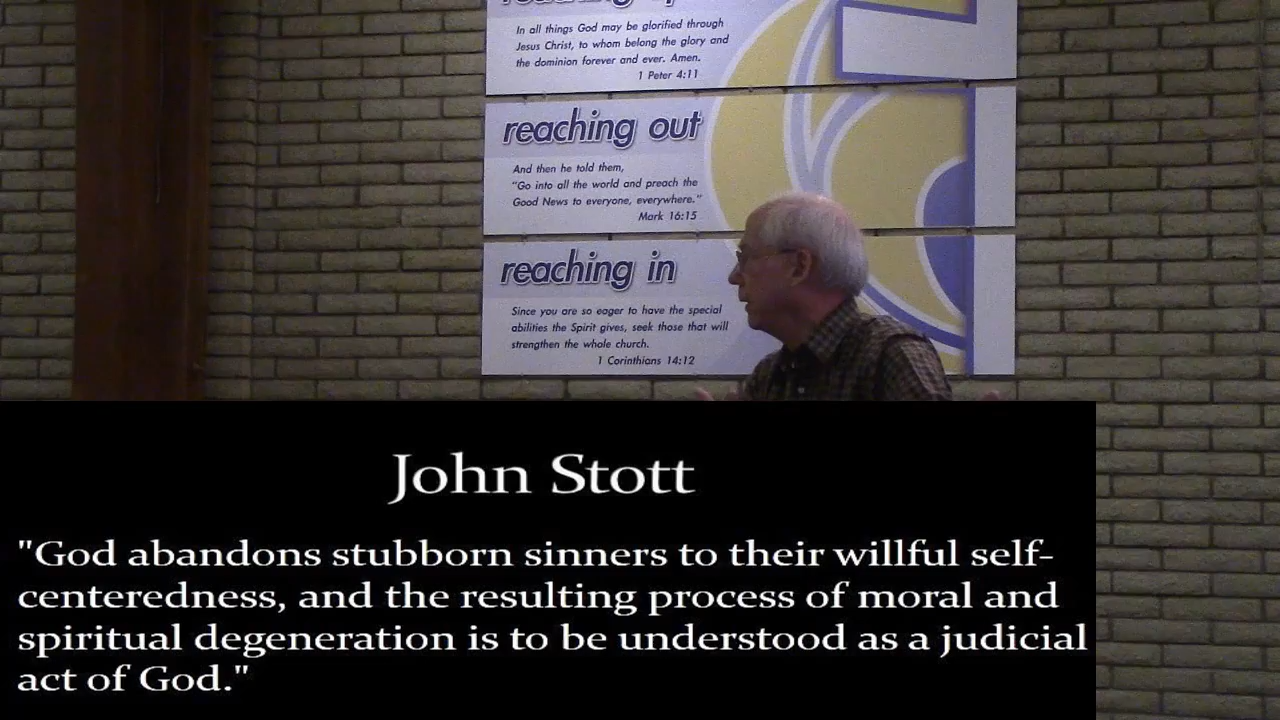 In all things God may be glorified through
Jesus Christ, to whom belong the glory and
the dominion forever and ever. Amen.
1 Peter 4:11
reaching out
And then he told them,
"Go into all the world and preach the
Good News to everyone, everywhere."
Mark 16:15
reaching in
Since you are so eager to have the special
abilities the Spirit gives, seek those that will
strengthen the whole church.
1 Corinthians 14:12
John Stott
"God abandons stubborn sinners to their willful self-
centeredness, and the resulting process of moral and
spiritual degeneration is to be understood as a judicial
act of God."